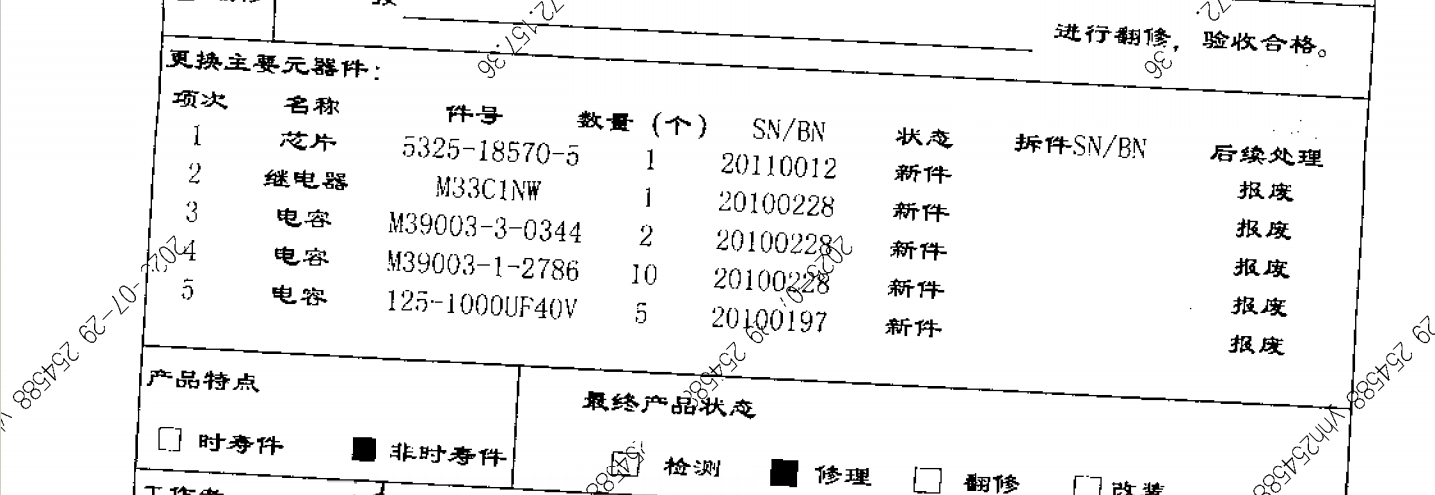 进行翻修，验收合格。
更换主要元器件：
项次 名称 件号 数量（个） SN/BN 状态 拆件SN/BN 后续处理
1 芯片 5325-18570-5 1 20110012 新件 报废
2 继电器 M33C1NW 1 20100228 新件 报废
3 电容 M39003-3-0344 2 20100228 新件 报废
4 电容 M39003-1-2786 10 20100228 新件 报废
5 电容 125-1000UF40V 5 20100197 新件 报废
产品特点
□ 时寿件 ■ 非时寿件
最终产品状态
□ 检测 ■ 修理 □ 翻修 □ 改装